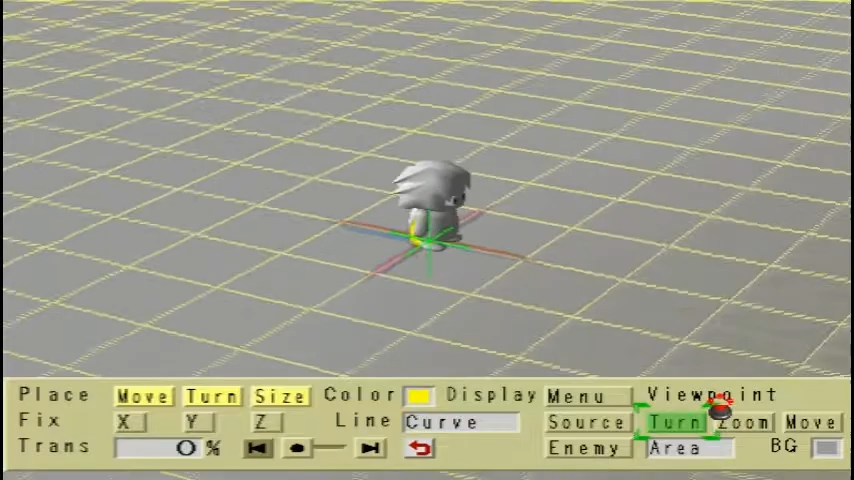 Place Move Turn Size Color Display Menu Viewpoint
Fix X Y Z Line Curve Source Turn Zoom Move
Trans 0 % Enemy Area BG